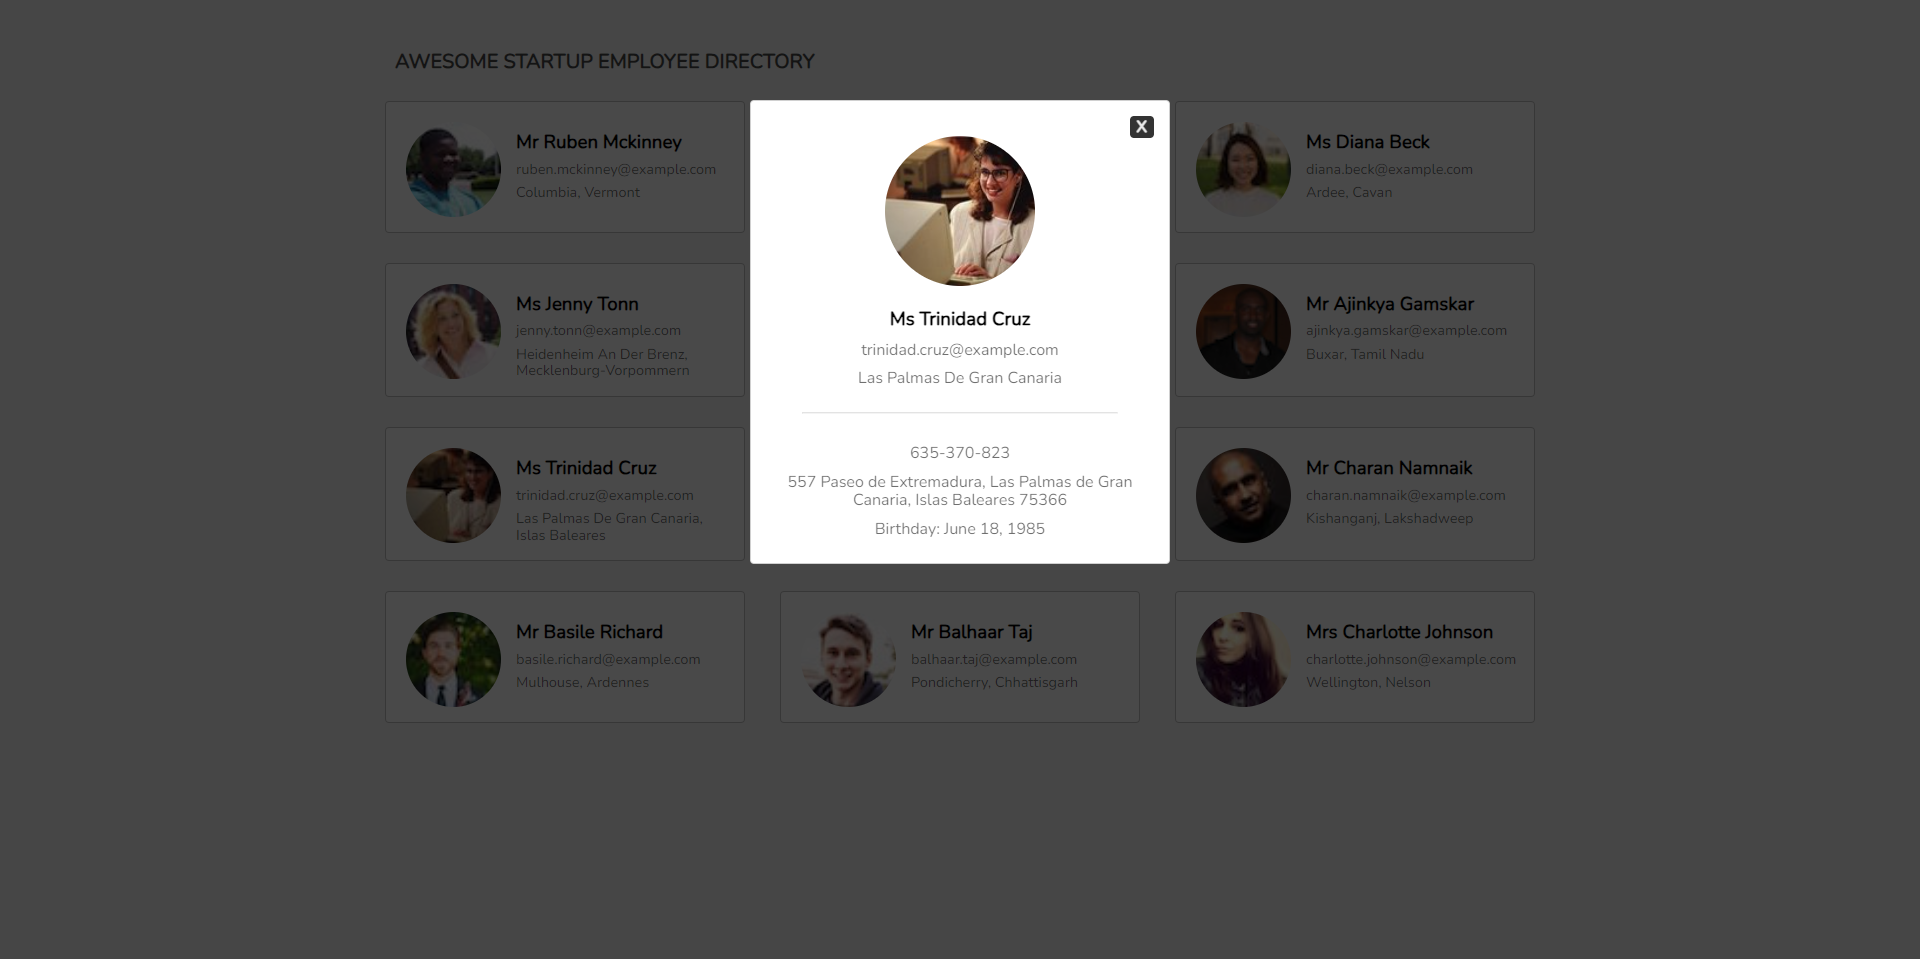 AWESOME STARTUP EMPLOYEE DIRECTORY
Mr Ruben Mckinney
ruben.mckinney@example.com
Columbia, Vermont
Ms Diana Beck
diana.beck@example.com
Ardee, Cavan
Ms Jenny Tonn
jenny.tonn@example.com
Heidenheim An Der Brenz,
Mecklenburg-Vorpommern
Mr Ajinkya Gamskar
ajinkya.gamskar@example.com
Buxar, Tamil Nadu
Ms Trinidad Cruz
trinidad.cruz@example.com
Las Palmas De Gran Canaria,
Islas Baleares
Mr Charan Namnaik
charan.namnaik@example.com
Kishanganj, Lakshadweep
Mr Basile Richard
basile.richard@example.com
Mulhouse, Ardennes
Mr Balhaar Taj
balhaar.taj@example.com
Pondicherry, Chhattisgarh
Mrs Charlotte Johnson
charlotte.johnson@example.com
Wellington, Nelson
X
Ms Trinidad Cruz
trinidad.cruz@example.com
Las Palmas De Gran Canaria
635-370-823
557 Paseo de Extremadura, Las Palmas de Gran
Canaria, Islas Baleares 75366
Birthday: June 18, 1985